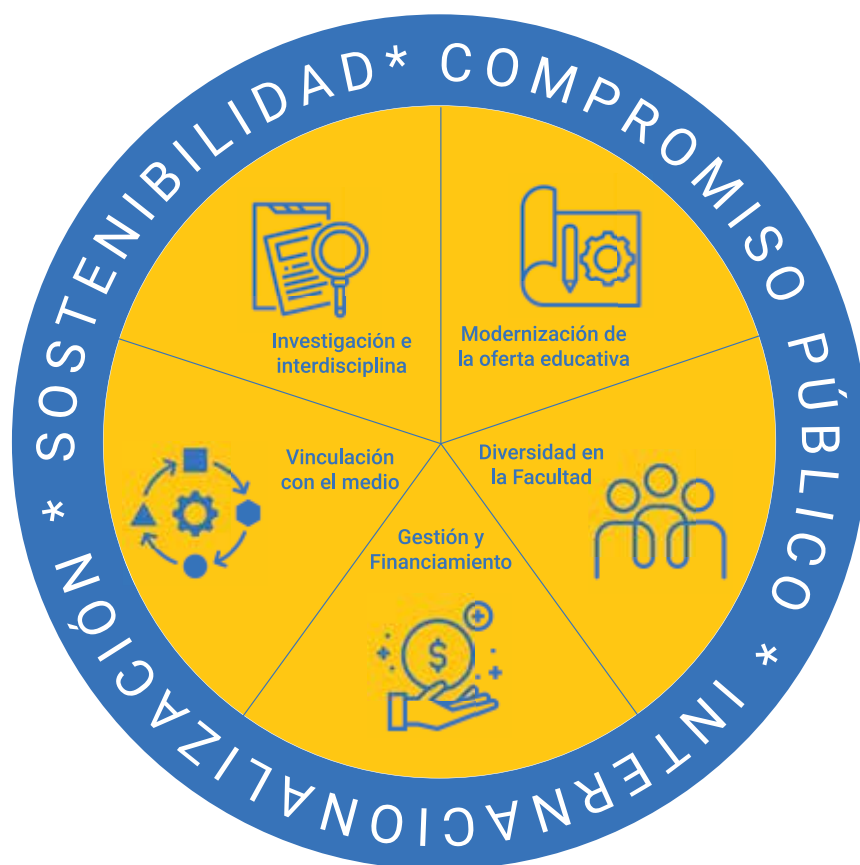 SOSTENIBILIDAD* COMPROMISO PÚBLICO * INTERNACIONALIZACIÓN *
Investigación e
interdisciplina
Modernización de
la oferta educativa
Vinculación
con el medio
Diversidad en
la Facultad
Gestión y
Financiamiento
$